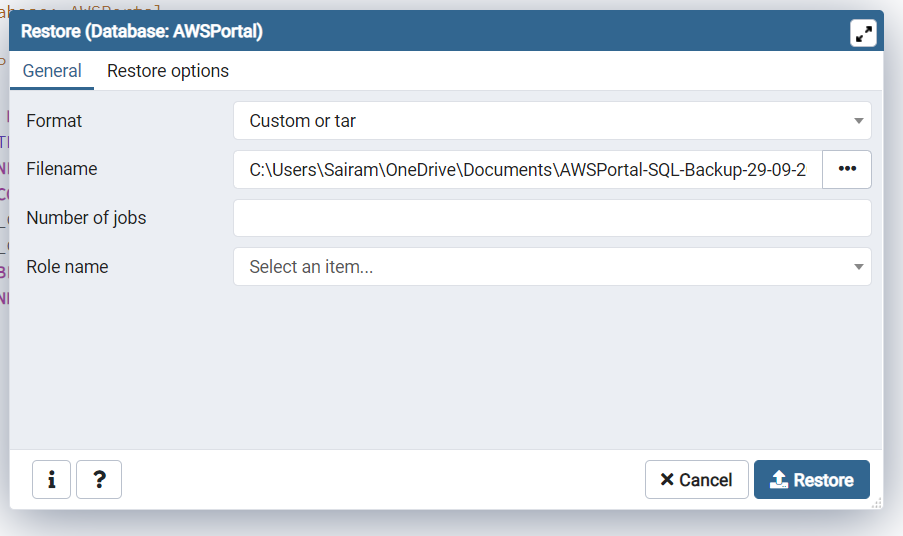 Restore (Database: AWSPortal)
General Restore options
Format Custom or tar
Filename C:\Users\Sairam\OneDrive\Documents\AWSPortal-SQL-Backup-29-09-2 •••
Number of jobs
Role name Select an item...
i ? Cancel Restore